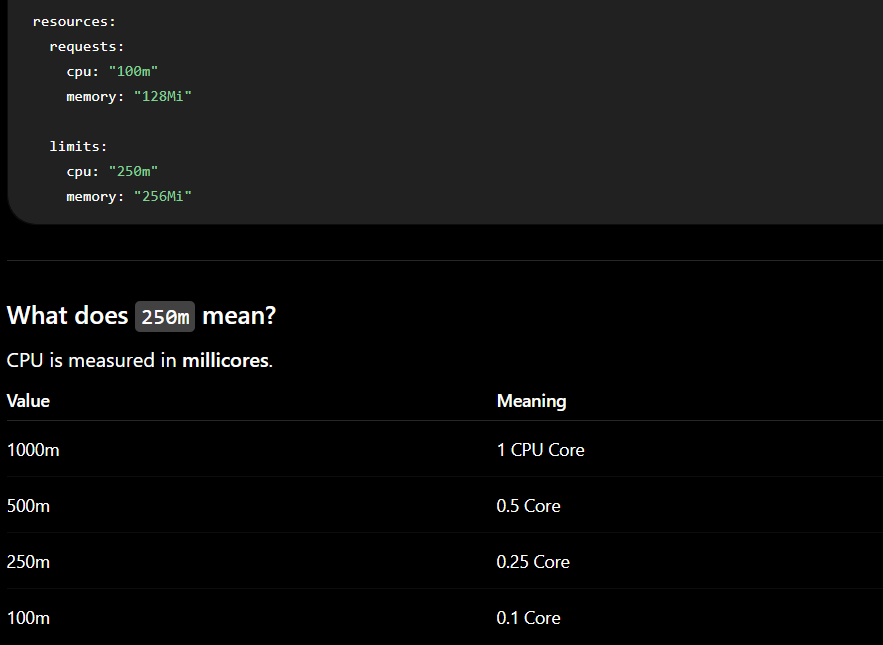 resources:
  requests:
    cpu: "100m"
    memory: "128Mi"
  limits:
    cpu: "250m"
    memory: "256Mi"
What does 250m mean?
CPU is measured in millicores.
Value Meaning
1000m 1 CPU Core
500m 0.5 Core
250m 0.25 Core
100m 0.1 Core